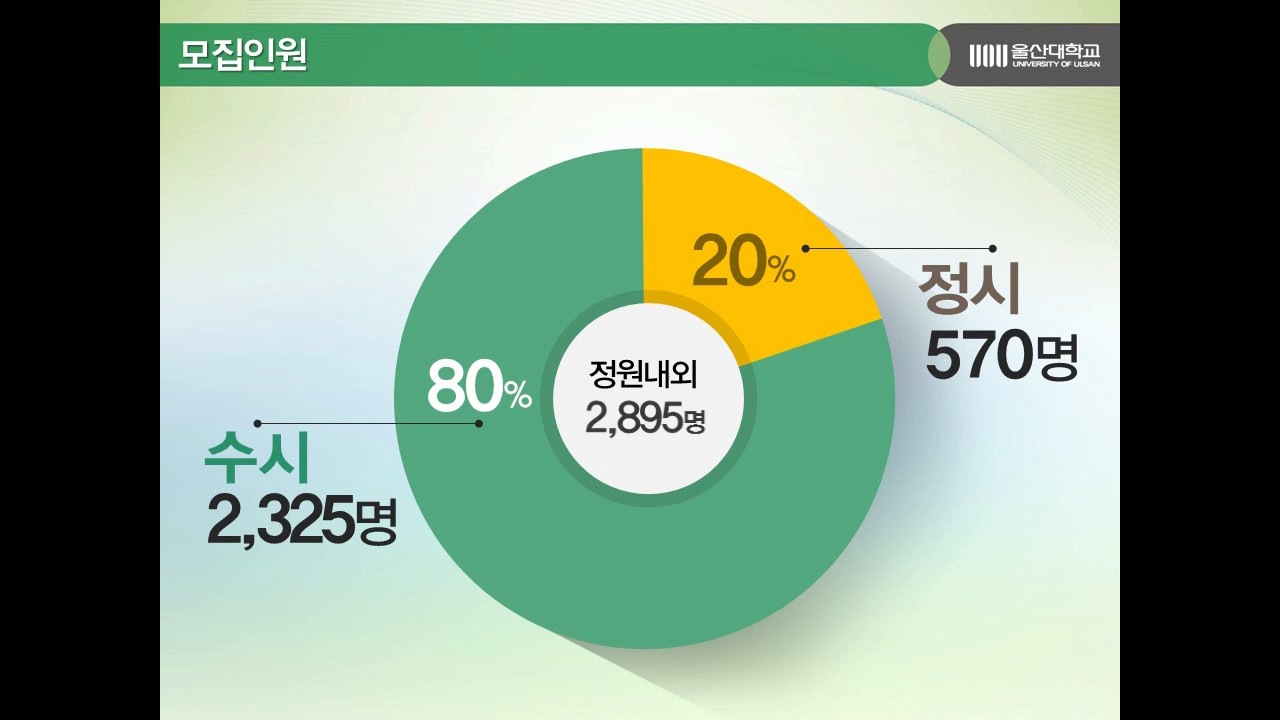 모집인원
울산대학교
UNIVERSITY OF ULSAN
20%
정시
570명
정원내외
2,895명
80%
수시
2,325명